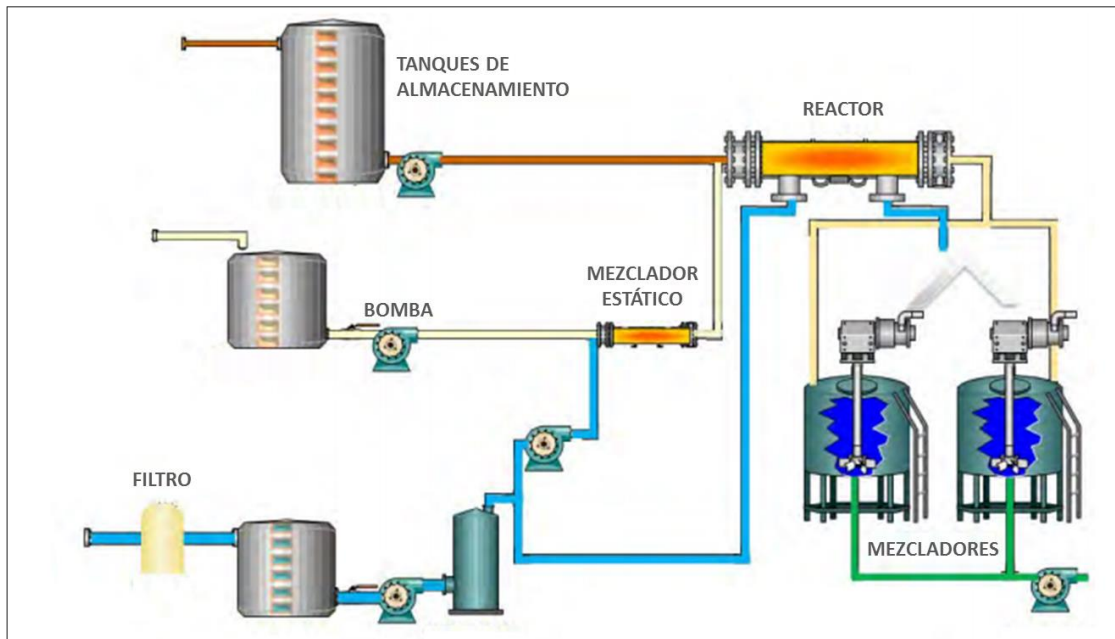 TANQUES DE
ALMACENAMIENTO
REACTOR
MEZCLADOR
ESTÁTICO
BOMBA
FILTRO
MEZCLADORES